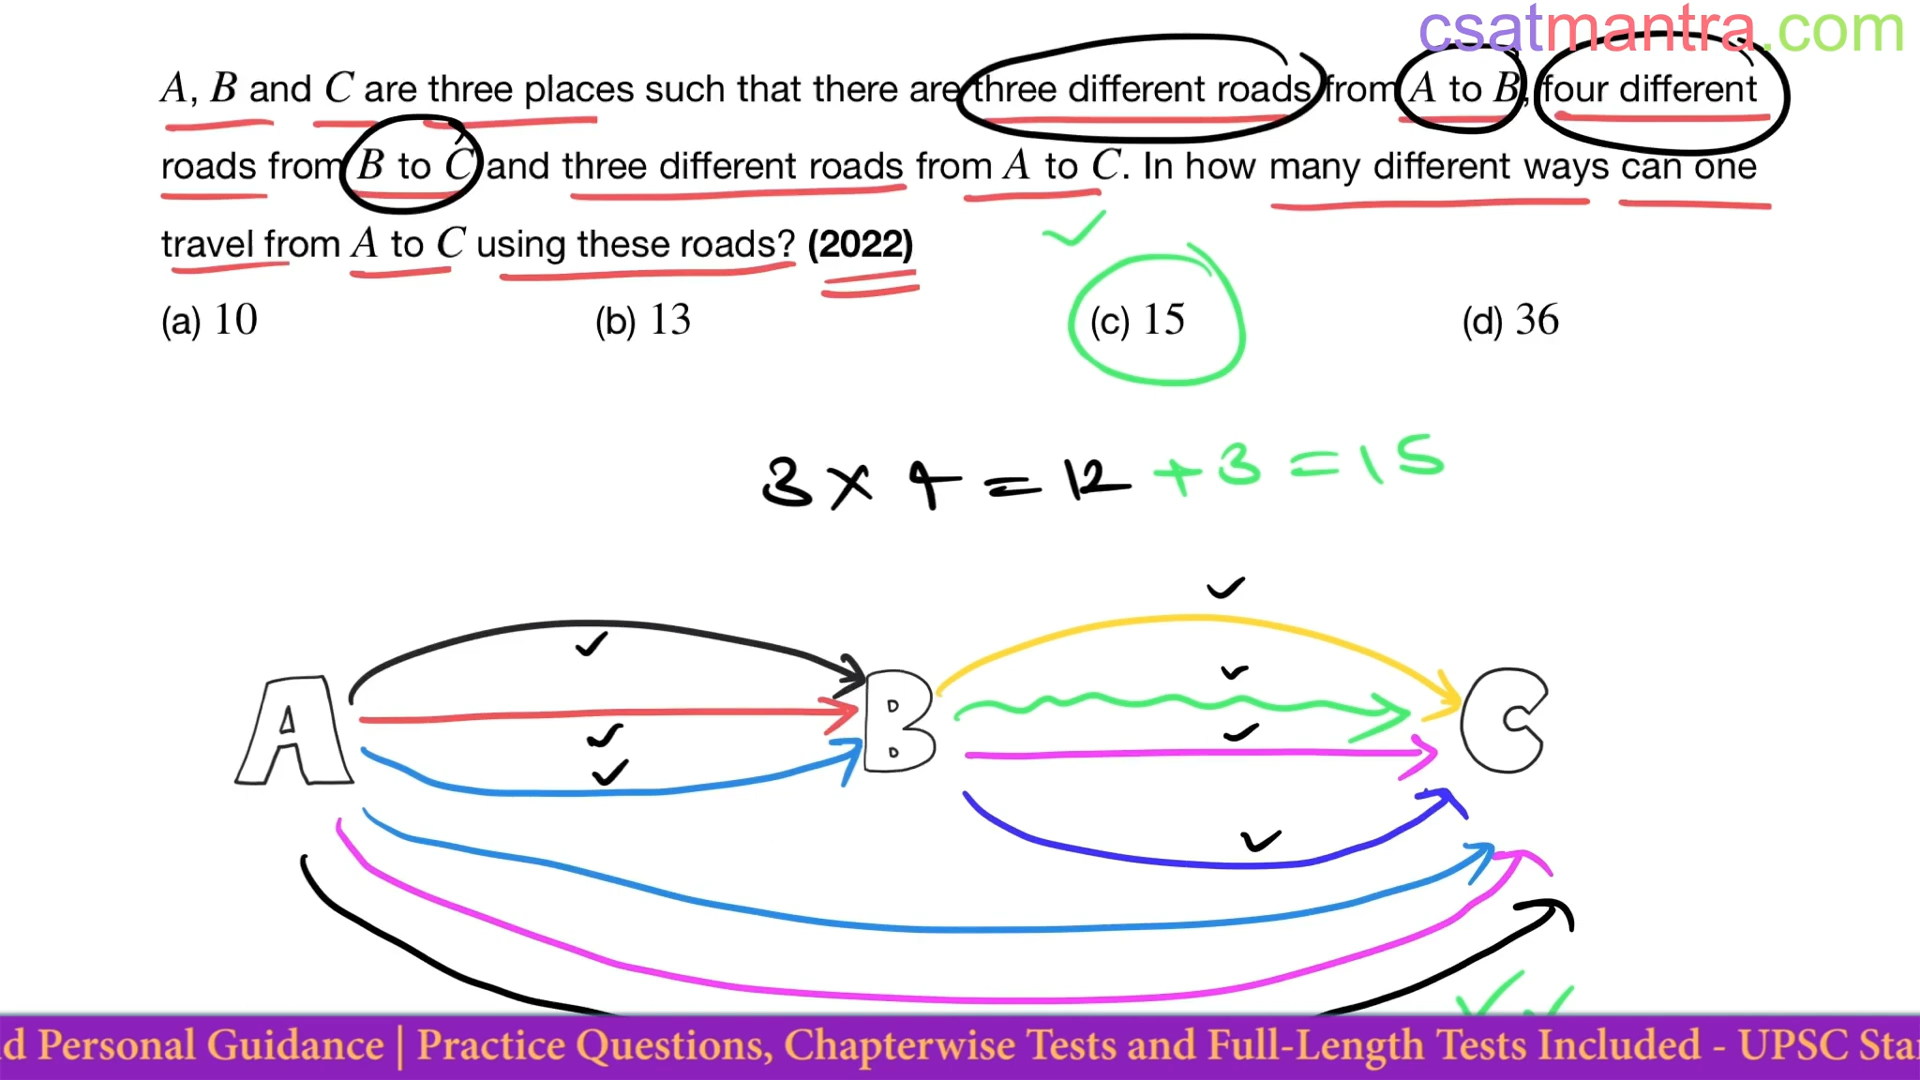 csatmantra.com
A, B and C are three places such that there are three different roads from A to B, four different
roads from B to C and three different roads from A to C. In how many different ways can one
travel from A to C using these roads? (2022)
(a) 10 (b) 13 (c) 15 (d) 36
3 × 4 = 12 + 3 = 15
A B C
d Personal Guidance | Practice Questions, Chapterwise Tests and Full-Length Tests Included - UPSC Sta